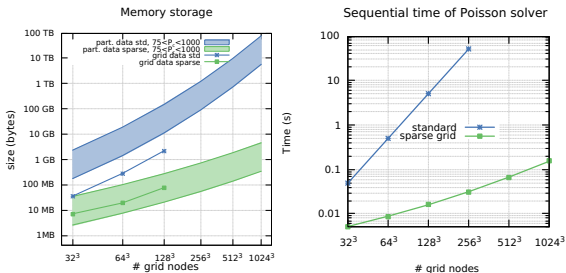 Memory storage
part. data std, 75<Pc<1000
part. data sparse, 75<Pc<1000
grid data std
grid data sparse
100 TB
10 TB
1 TB
100 GB
10 GB
1 GB
100 MB
10 MB
1MB
size (bytes)
32³ 64³ 128³ 256³ 512³ 1024³
# grid nodes
Sequential time of Poisson solver
standard
sparse grid
100
10
1
0.1
0.01
Time (s)
32³ 64³ 128³ 256³ 512³ 1024³
# grid nodes